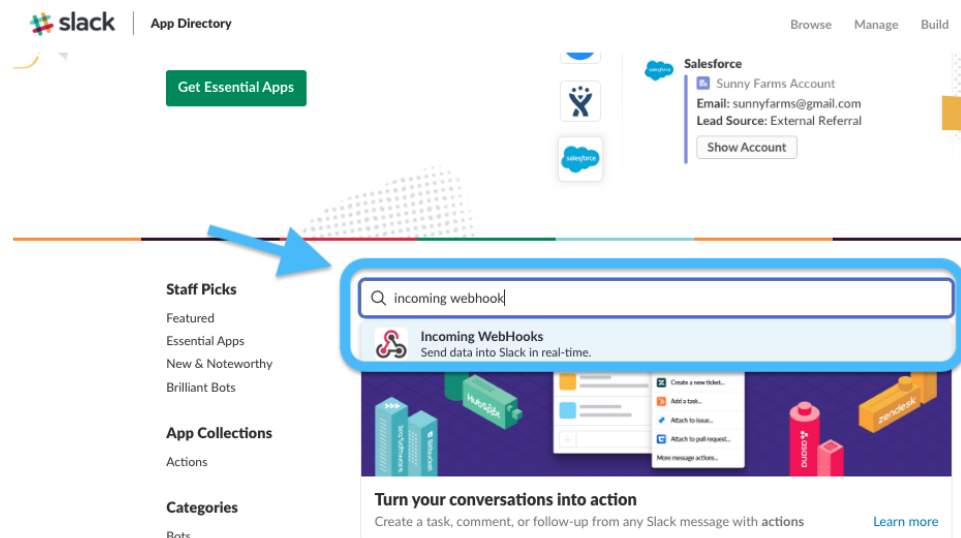 slack
App Directory
Browse
Manage
Build
Get Essential Apps
Salesforce
Sunny Farms Account
Email: sunnyfarms@gmail.com
Lead Source: External Referral
Show Account
salesforce
salesforce
Staff Picks
Featured
Essential Apps
New & Noteworthy
Brilliant Bots
App Collections
Actions
Categories
Bots
incoming webhook
Incoming WebHooks
Send data into Slack in real-time.
HubSpot
Create a new ticket...
Add a task...
Attach to issue...
Attach to pull request...
More message actions...
asana
zendesk
Turn your conversations into action
Create a task, comment, or follow-up from any Slack message with actions
Learn more